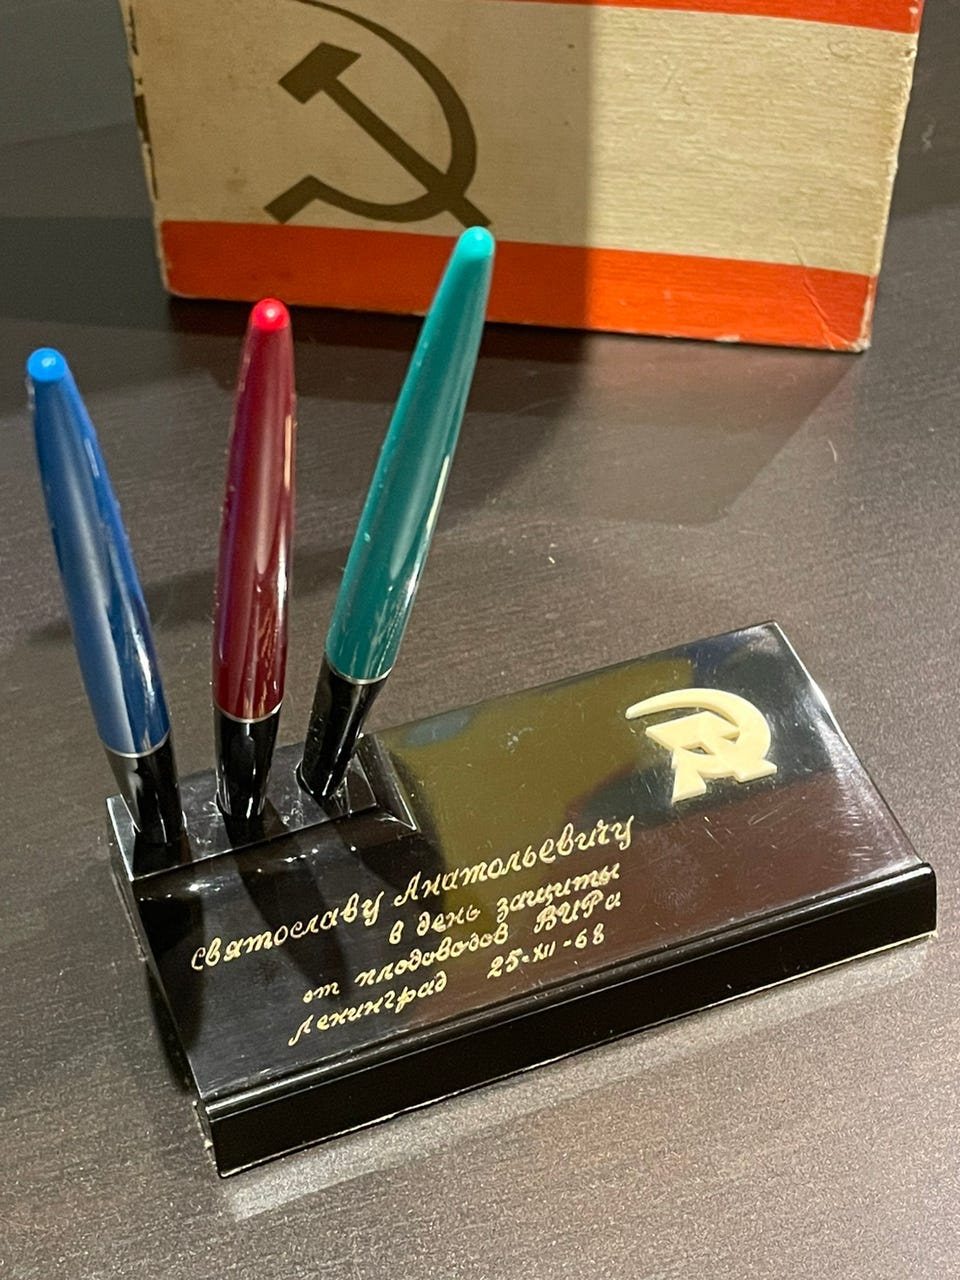 Святославу Анатольевичу
в день защиты
от плодоводов ВИРа
Ленинград 25-XII-68